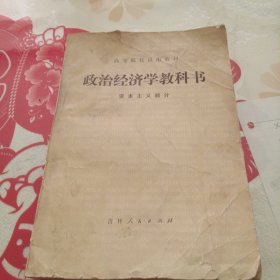 高等院校试用教材
政治经济学教科书
资本主义部分
吉林人民出版社